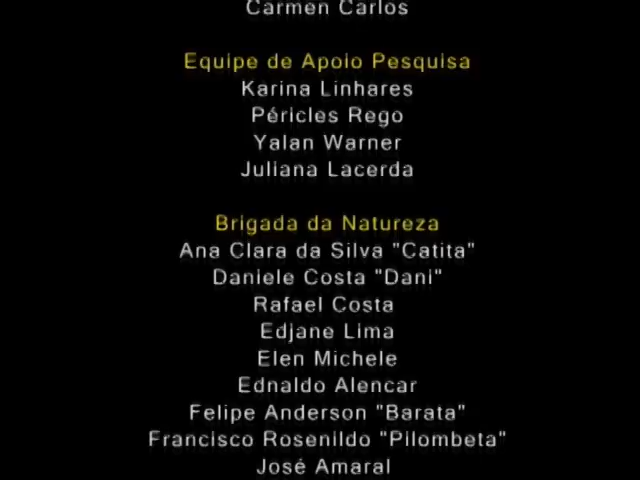 Carmen Carlos
Equipe de Apoio Pesquisa
Karina Linhares
Péricles Rego
Yalan Warner
Juliana Lacerda
Brigada da Natureza
Ana Clara da Silva "Catita"
Daniele Costa "Dani"
Rafael Costa
Edjane Lima
Elen Michele
Ednaldo Alencar
Felipe Anderson "Barata"
Francisco Rosenildo "Pilombeta"
José Amaral